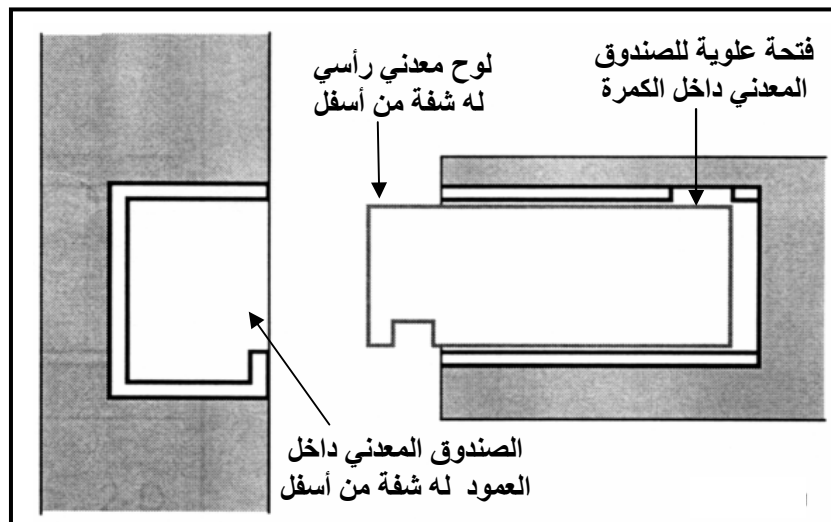 فتحة علوية للصندوق
المعدني داخل الكمرة
لوح معدني رأسي
له شفة من أسفل
الصندوق المعدني داخل
العمود له شفة من أسفل